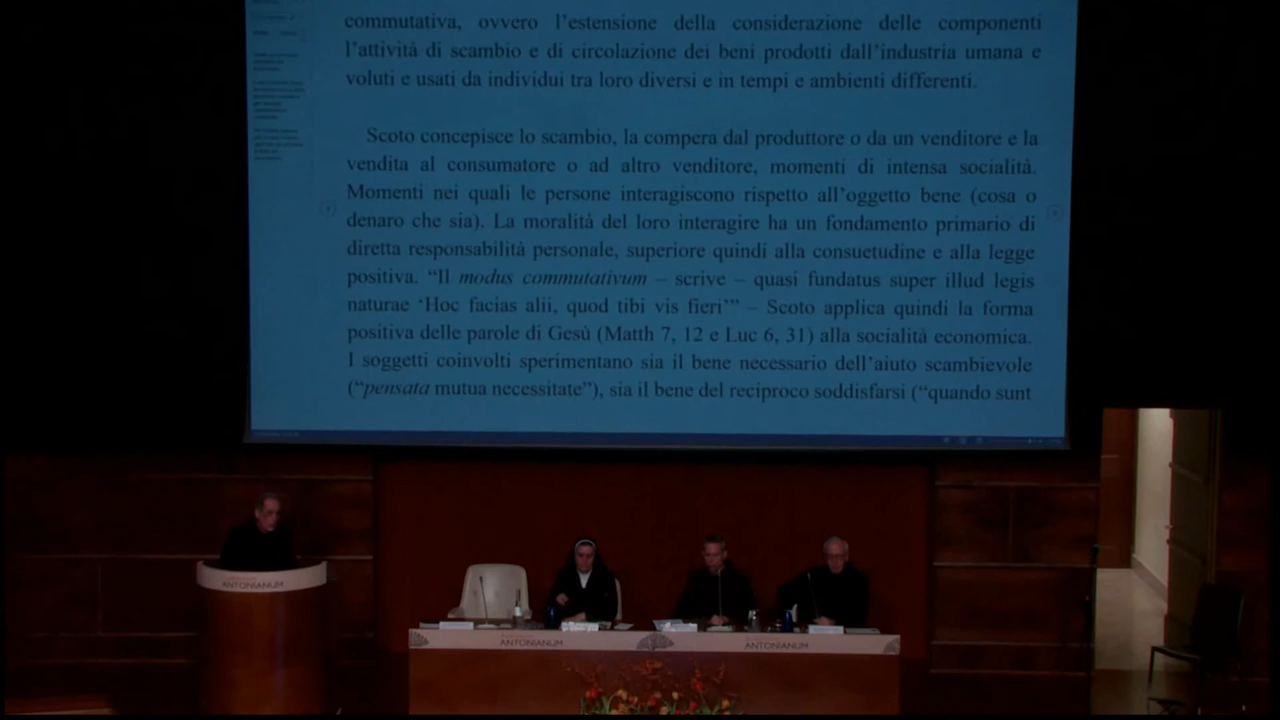 commutativa, ovvero l'estensione della considerazione delle componenti
l'attività di scambio e di circolazione dei beni prodotti dall'industria umana e
voluti e usati da individui tra loro diversi e in tempi e ambienti differenti.
Scoto concepisce lo scambio, la compera dal produttore o da un venditore e la
vendita al consumatore o ad altro venditore, momenti di intensa socialità.
Momenti nei quali le persone interagiscono rispetto all'oggetto bene (cosa o
denaro che sia). La moralità del loro interagire ha un fondamento primario di
diretta responsabilità personale, superiore quindi alla consuetudine e alla legge
positiva. “Il modus commutativum – scrive – quasi fundatus super illud legis
naturae ‘Hoc facias alii, quod tibi vis fieri’” – Scoto applica quindi la forma
positiva delle parole di Gesù (Matth 7, 12 e Luc 6, 31) alla socialità economica.
I soggetti coinvolti sperimentano sia il bene necessario dell'aiuto scambievole
(“pensata mutua necessitate”), sia il bene del reciproco soddisfarsi (“quando sunt
ANTONIANUM
ANTONIANUM
ANTONIANUM